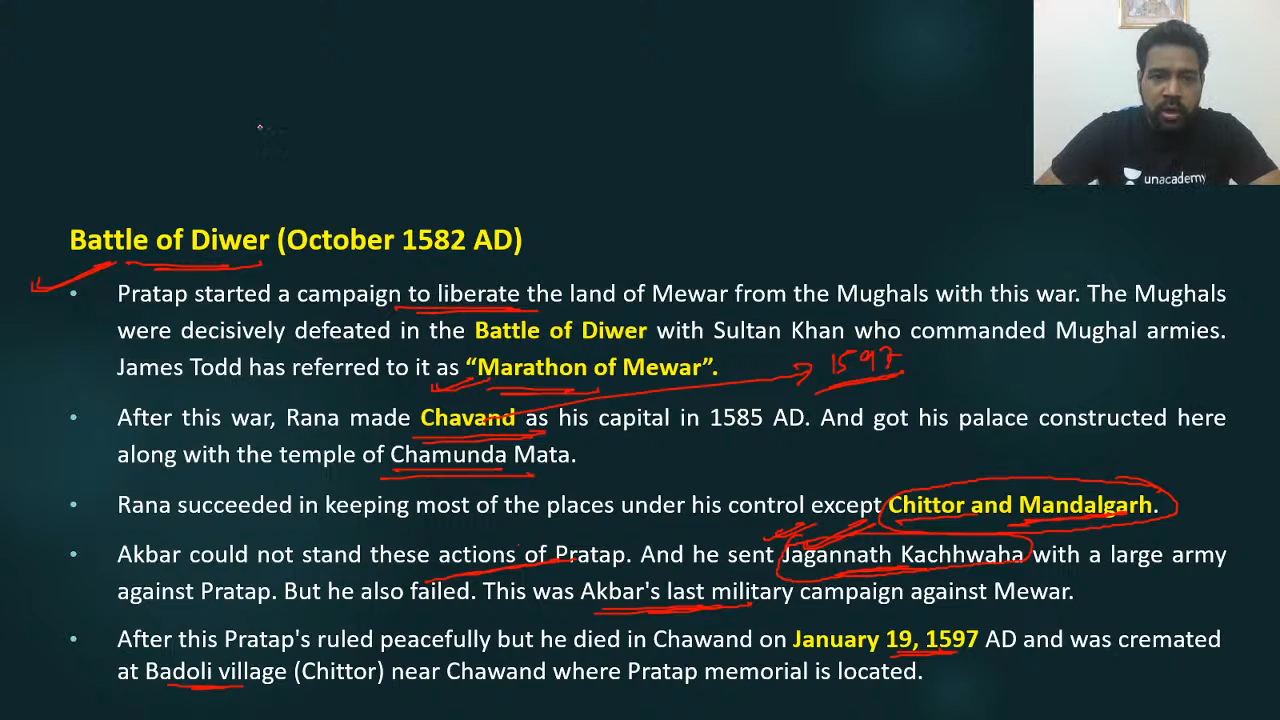 unacademy
Battle of Diwer (October 1582 AD)
• Pratap started a campaign to liberate the land of Mewar from the Mughals with this war. The Mughals
were decisively defeated in the Battle of Diwer with Sultan Khan who commanded Mughal armies.
James Todd has referred to it as “Marathon of Mewar”.
1597
• After this war, Rana made Chavand as his capital in 1585 AD. And got his palace constructed here
along with the temple of Chamunda Mata.
• Rana succeeded in keeping most of the places under his control except Chittor and Mandalgarh.
• Akbar could not stand these actions of Pratap. And he sent Jagannath Kachhwaha with a large army
against Pratap. But he also failed. This was Akbar's last military campaign against Mewar.
• After this Pratap's ruled peacefully but he died in Chawand on January 19, 1597 AD and was cremated
at Badoli village (Chittor) near Chawand where Pratap memorial is located.